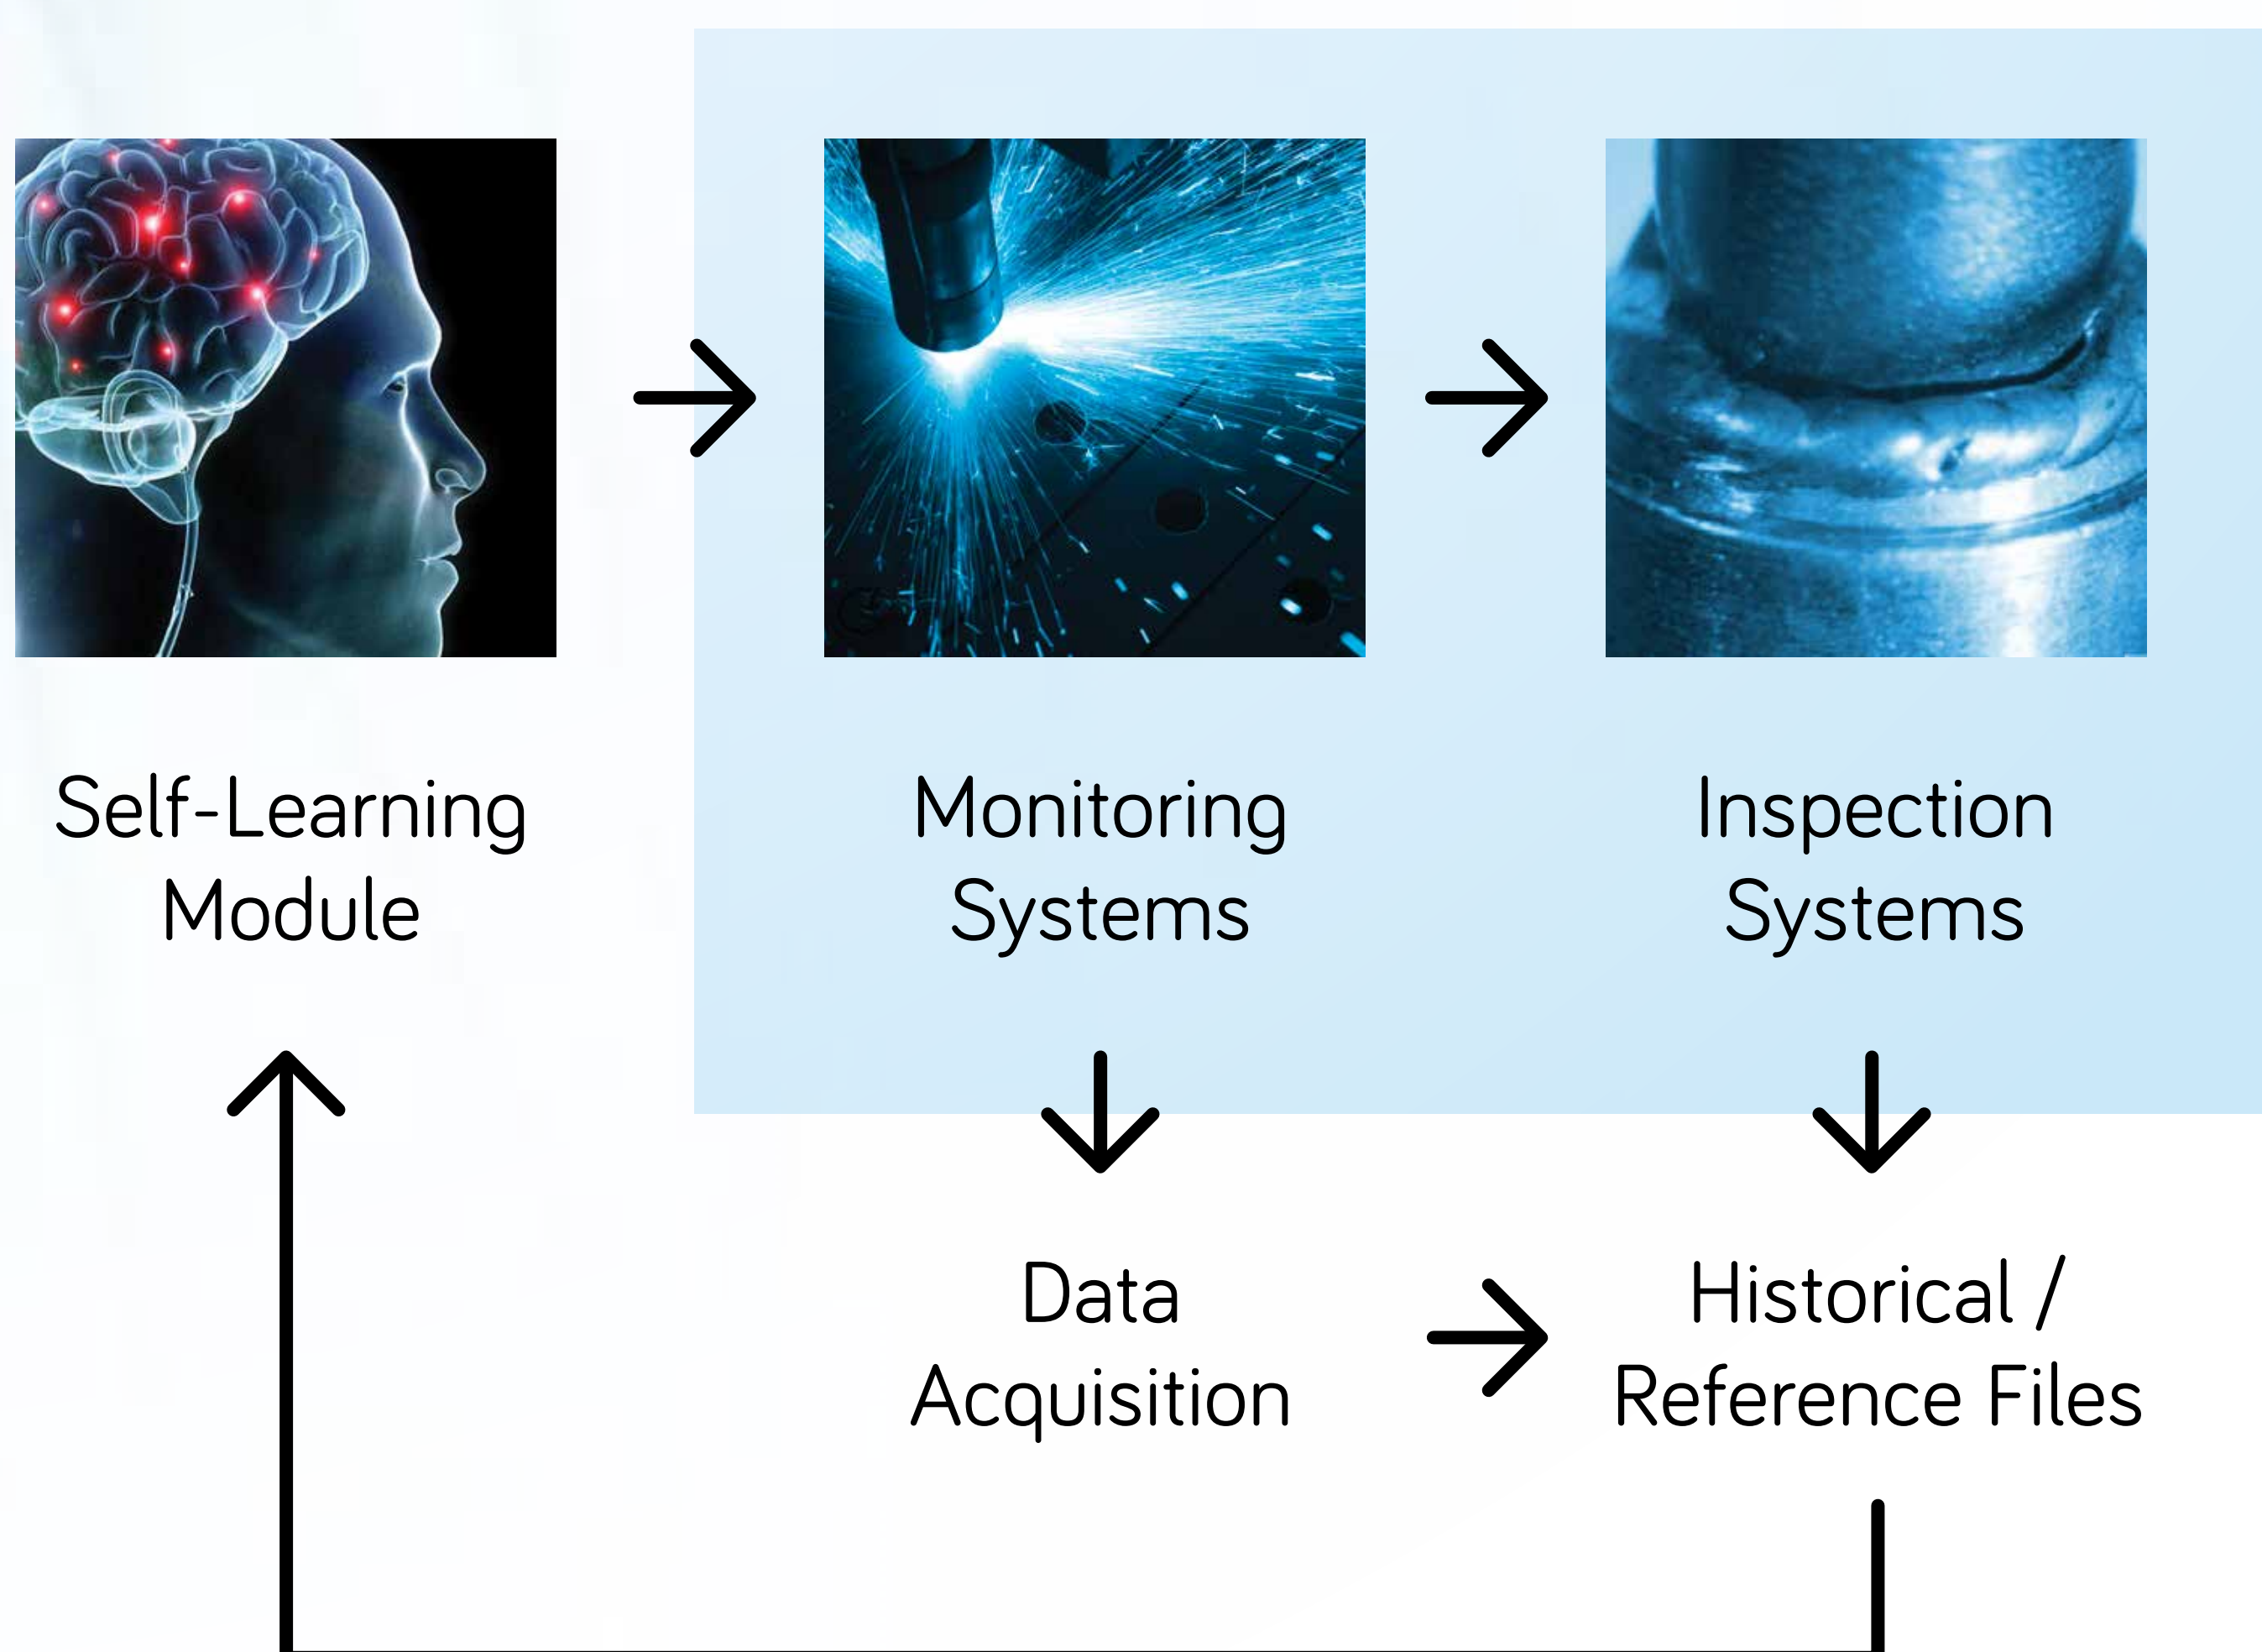 Self-Learning
Module
Monitoring
Systems
Inspection
Systems
Data
Acquisition
Historical /
Reference Files